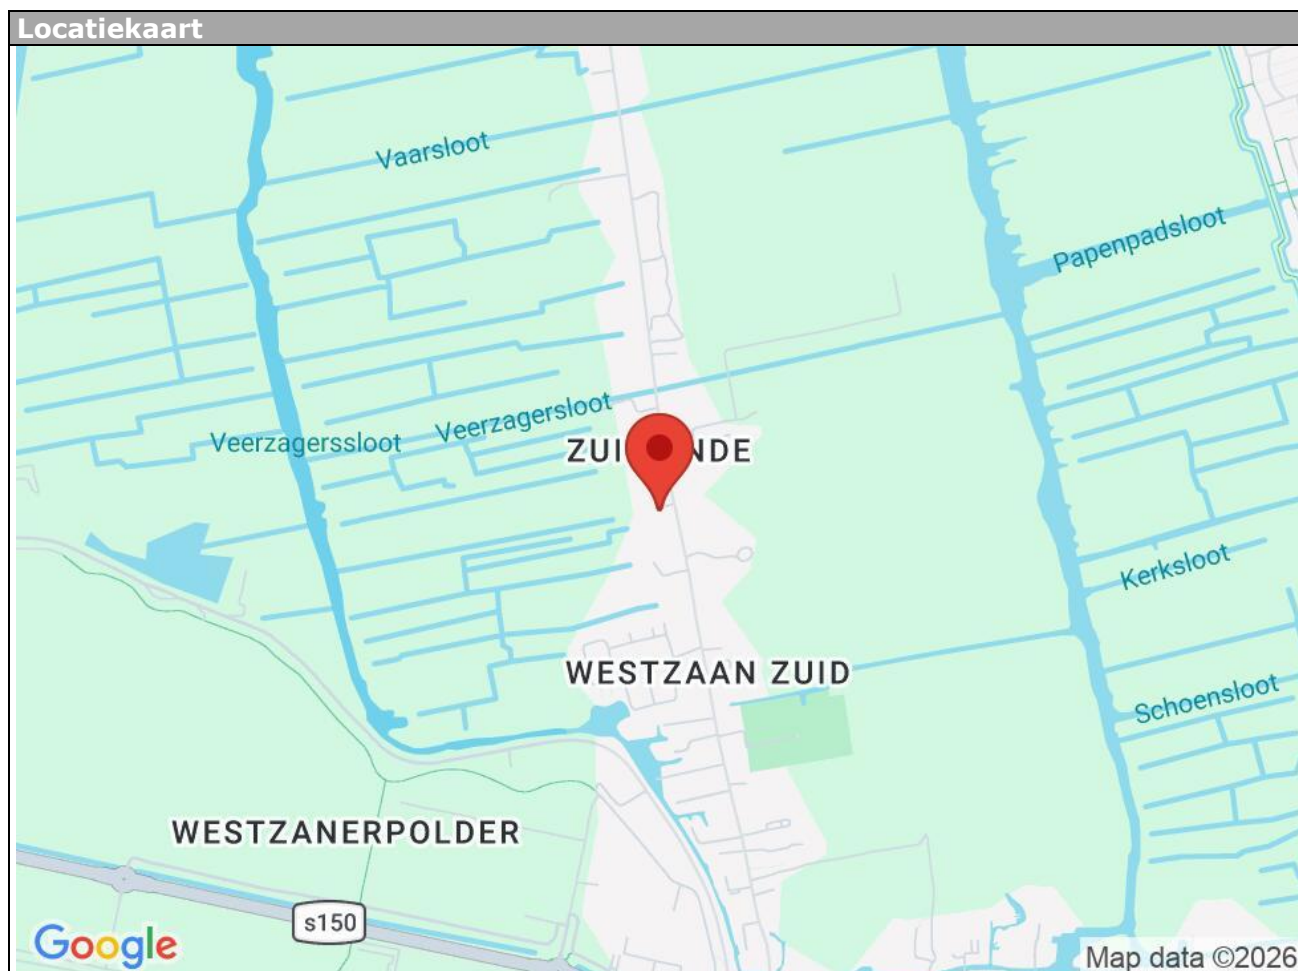 Locatiekaart
Vaarsloot
Papenpadsloot
Veerzagersloot
Veerzagerssloot
ZUI NDE
Kerksloot
WESTZAAN ZUID
Schoensloot
WESTZANERPOLDER
s150
Google
Map data ©2026